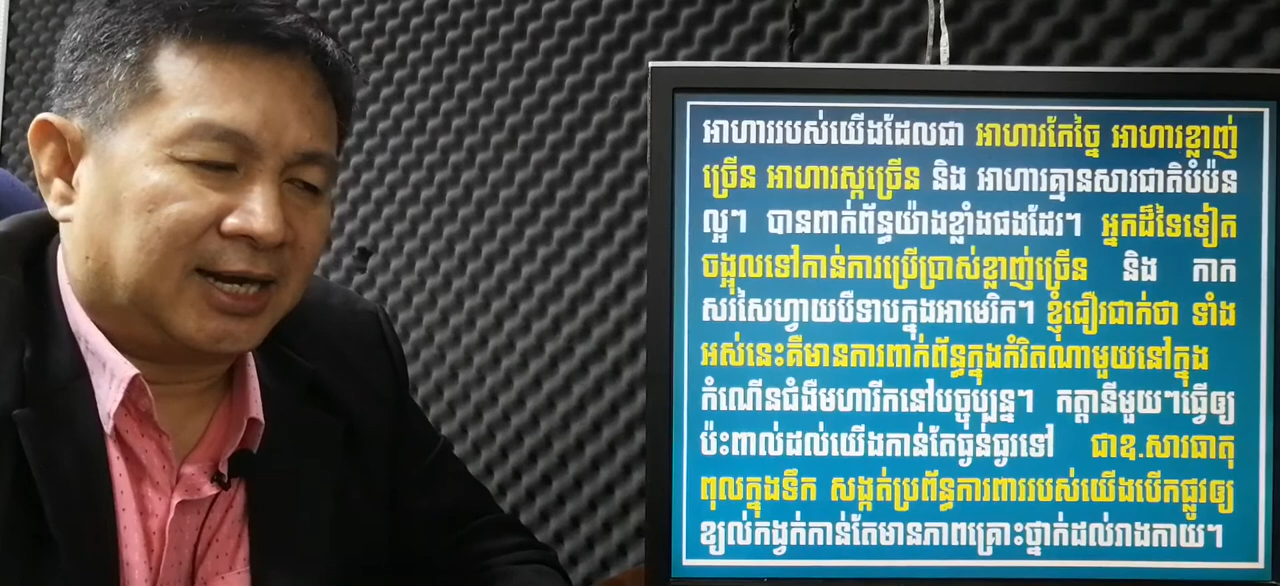 អាហាររបស់យើងដែលជា អាហារកែច្នៃ អាហារខ្លាញ់
ច្រើន អាហារស្ករច្រើន និង អាហារគ្មានសារជាតិបំប៉ន
ល្អៗ បានពាក់ព័ន្ធយ៉ាងខ្លាំងផងដែរ។ អ្នកដ៏ទៃទៀត
ចង្អុលទៅកាន់ការប្រើប្រាស់ខ្លាញ់ច្រើន និង កាក
សរសៃហ្វាយបឺទាបក្នុងអាមេរិក។ ខ្ញុំជឿរជាក់ថា ទាំង
អស់នេះគឺមានការពាក់ព័ន្ធក្នុងកំរិតណាមួយនៅក្នុង
កំណើនជំងឺមហារីកនៅបច្ចុប្បន្ន។ កត្តានីមួយៗធ្វើឲ្យ
ប៉ះពាល់ដល់យើងកាន់តែធ្ងន់ធ្ងរទៅ ជាឧ.សារធាតុ
ពុលក្នុងទឹក សង្កត់ប្រព័ន្ធការពាររបស់យើងបើកផ្លូវឲ្យ
ខ្យល់កង្វក់កាន់តែមានភាពគ្រោះថ្នាក់ដល់រាងកាយ។